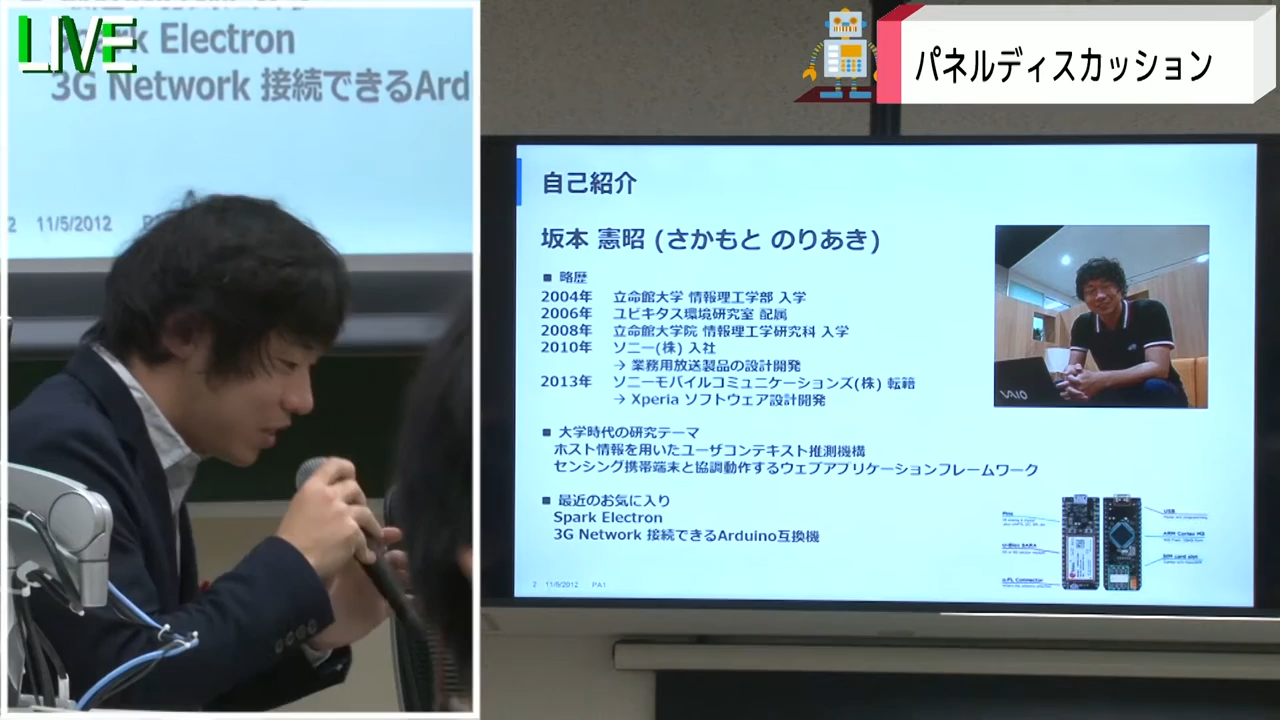 LIVE
Spark Electron
3G Network 接続できるArd
2 11/5/2012
パネルディスカッション
自己紹介
坂本 憲昭 (さかもと のりあき)
■ 略歴
2004年 立命館大学 情報理工学部 入学
2006年 ユビキタス環境研究室 配属
2008年 立命館大学院 情報理工学研究科 入学
2010年 ソニー(株) 入社
→ 業務用放送製品の設計開発
2013年 ソニーモバイルコミュニケーションズ(株) 転籍
→ Xperia ソフトウェア設計開発
VAIO
■ 大学時代の研究テーマ
ホスト情報を用いたユーザコンテキスト推測機構
センシング携帯端末と協調動作するウェブアプリケーションフレームワーク
■ 最近のお気に入り
Spark Electron
3G Network 接続できるArduino互換機
Pins
U-Blox SARA
u.FL Connector
USB
ARM Cortex M3
SIM card slot
2 11/5/2012 PA1